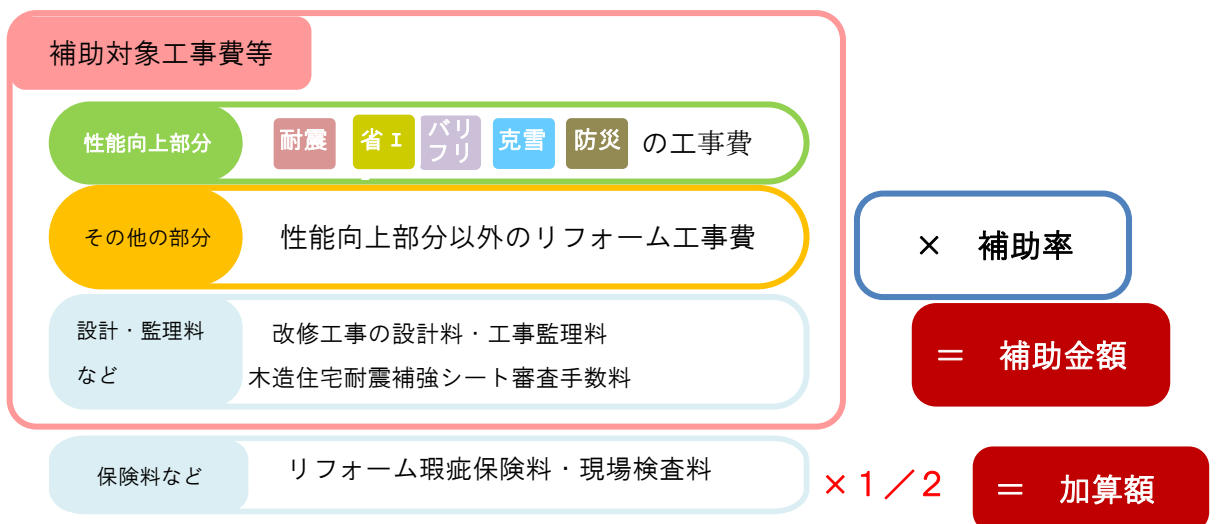 補助対象工事費等
性能向上部分 耐震 省エ バリフリ 克雪 防災 の工事費
その他の部分 性能向上部分以外のリフォーム工事費
× 補助率
設計・監理料 改修工事の設計料・工事監理料
など 木造住宅耐震補強シート審査手数料
＝ 補助金額
保険料など リフォーム瑕疵保険料・現場検査料 ×１／２ ＝ 加算額